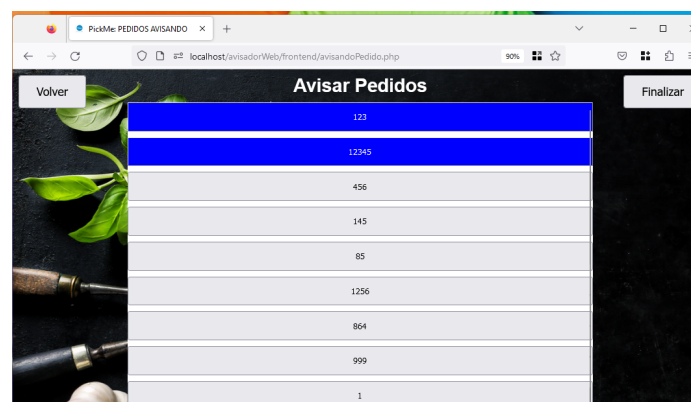 PickMe: PEDIDOS AVISANDO
localhost/avisadorWeb/frontend/avisandoPedido.php
90%
Volver
Avisar Pedidos
Finalizar
123
12345
456
145
85
1256
864
999
1